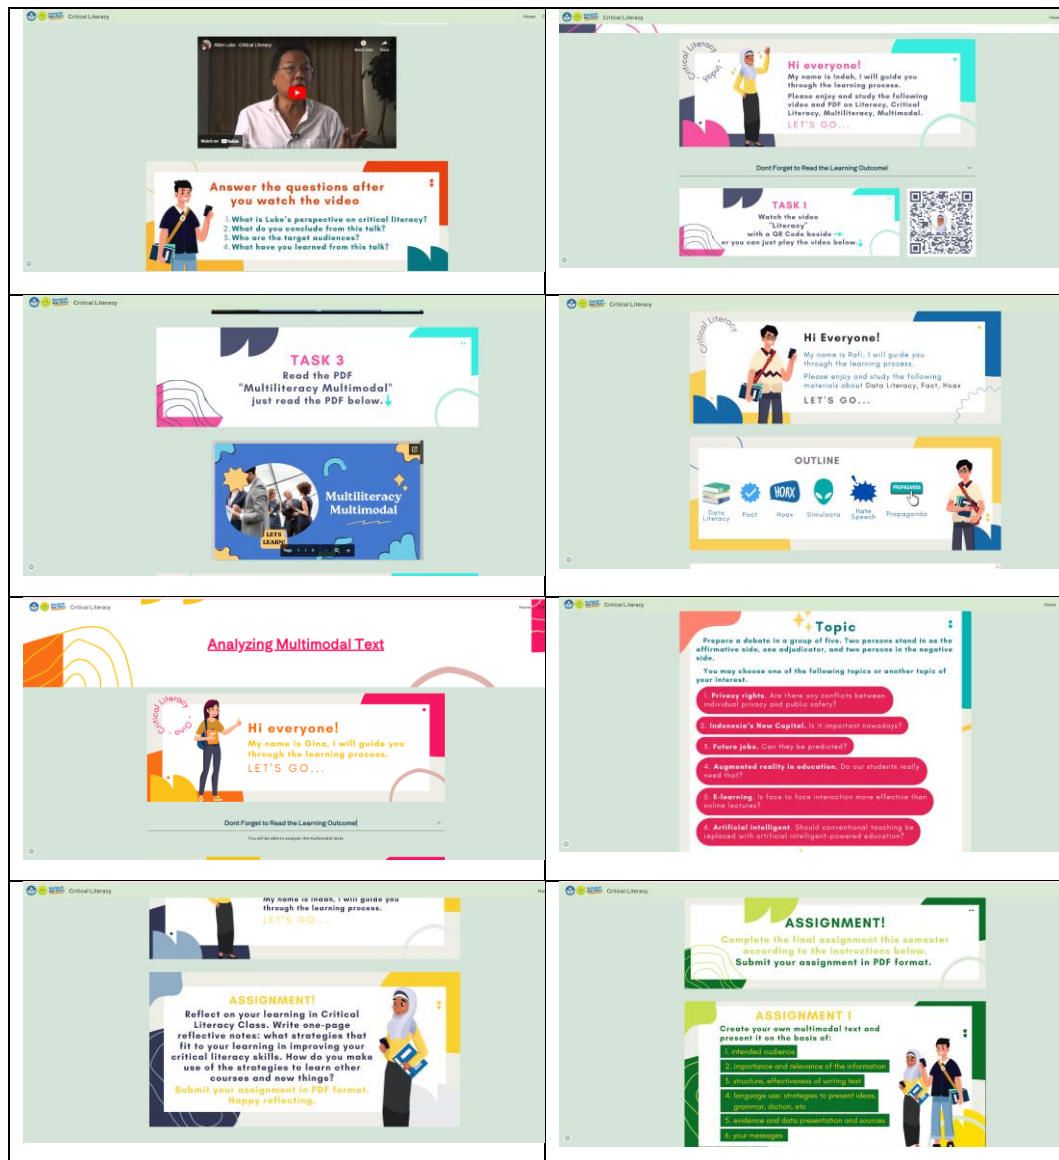 Critical Literacy
Home
Allan Luke - Critical Literacy
Watch later
Share
Watch on YouTube
Answer the questions after
you watch the video
1. What is Luke's perspective on critical literacy?
2. What do you conclude from this talk?
3. Who are the target audiences?
4. What have you learned from this talk?
Critical Literacy
Home
Critical Literacy
- Indah -
Hi everyone!
My name is Indah, I will guide you
through the learning process.
Please enjoy and study the following
video and PDF on Literacy, Critical
Literacy, Multiliteracy, Multimodal.
LET'S GO...
Dont Forget to Read the Learning Outcome!
TASK 1
Watch the video
"Literacy"
with a QR Code beside
or you can just play the video below.
Critical Literacy
TASK 3
Read the PDF
"Multiliteracy Multimodal"
just read the PDF below.
Multiliteracy
Multimodal
LETS
LEARN!
Page 1 /
Critical Literacy
Critical Literacy
Hi Everyone!
My name is Rafi, I will guide you
through the learning process.
Please enjoy and study the following
materials about Data Literacy, Fact, Hoax
LET'S GO...
OUTLINE
HOAX
PROPAGANDA
Data
Literacy
Fact
Hoax
Simulacra
Hate
Speech
Propaganda
Critical Literacy
Home
Analyzing Multimodal Text
Critical Literacy
- Gina -
Hi everyone!
My name is Gina, I will guide you
through the learning process.
LET'S GO...
Dont Forget to Read the Learning Outcome!
You will be able to analyze the multimodal texts
Critical Literacy
Home
Topic
Prepare a debate in a group of five. Two persons stand in as the
affirmative side, one adjudicator, and two persons in the negative
side.
You may choose one of the following topics or another topic of
your interest.
1. Privacy rights. Are there any conflicts between
individual privacy and public safety?
2. Indonesia's New Capital. Is it important nowadays?
3. Future jobs. Can they be predicted?
4. Augmented reality in education. Do our students really
need that?
5. E-learning. Is face to face interaction more effective than
online lectures?
6. Artificial intelligent. Should conventional teaching be
replaced with artificial intelligent-powered education?
Critical Literacy
My name is Indah, I will guide you
through the learning process.
LET'S GO...
ASSIGNMENT!
Reflect on your learning in Critical
Literacy Class. Write one-page
reflective notes: what strategies that
fit to your learning in improving your
critical literacy skills. How do you make
use of the strategies to learn other
courses and new things?
Submit your assignment in PDF format.
Happy reflecting.
Critical Literacy
ASSIGNMENT!
Complete the final assignment this semester
according to the instructions below.
Submit your assignment in PDF format.
ASSIGNMENT 1
Create your own multimodal text and
present it on the basis of:
1. intended audience
2. importance and relevance of the information
3. structure, effectiveness of writing text
4. language use: strategies to present ideas,
grammar, diction, etc
5. evidence and data presentation and sources
6. your messages